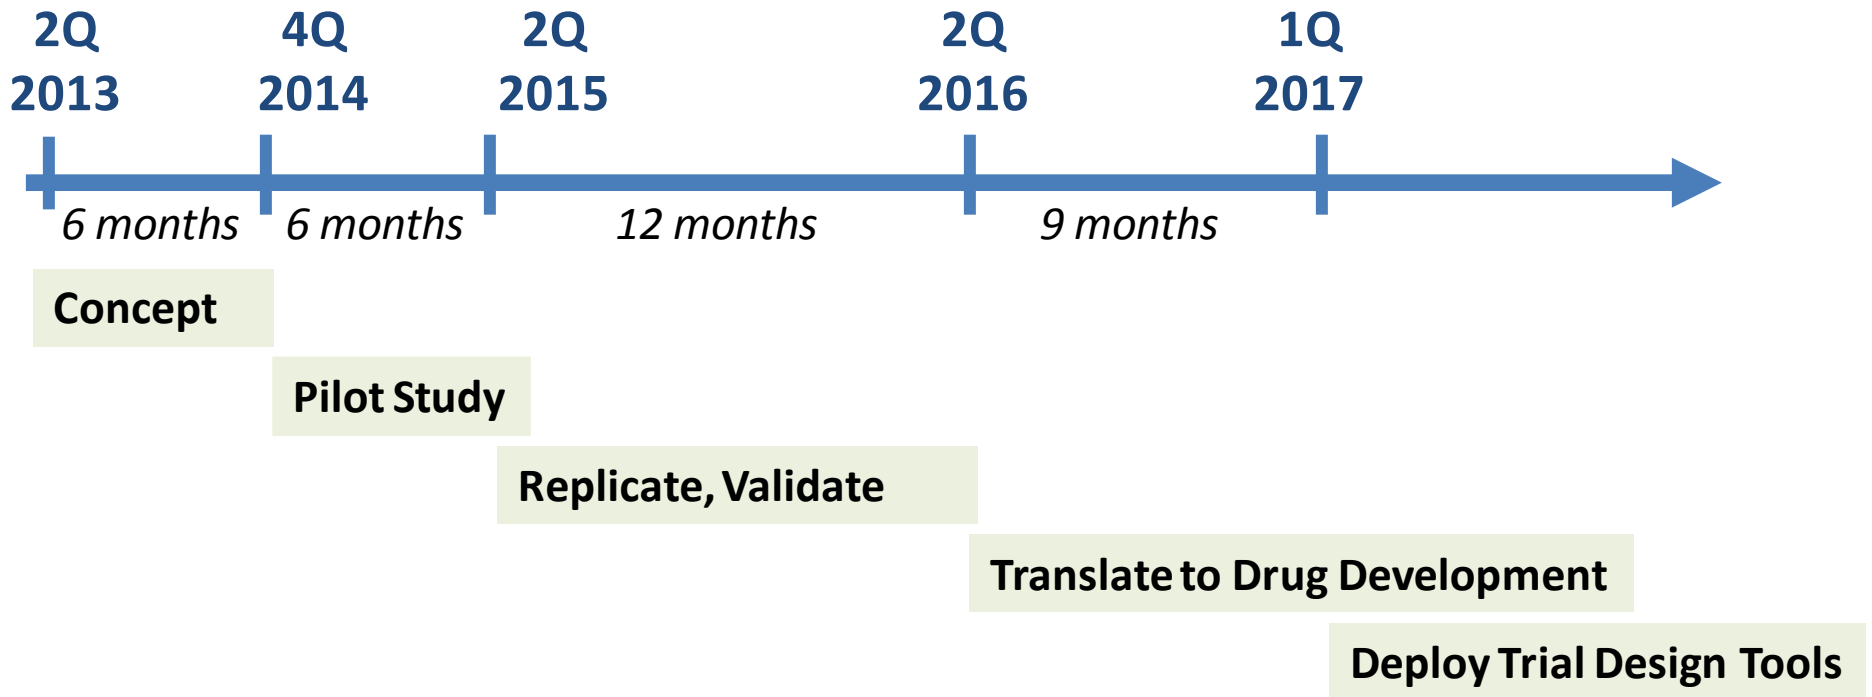 2Q 4Q 2Q 2Q 1Q
2013 2014 2015 2016 2017
6 months 6 months 12 months 9 months
Concept
Pilot Study
Replicate, Validate
Translate to Drug Development
Deploy Trial Design Tools